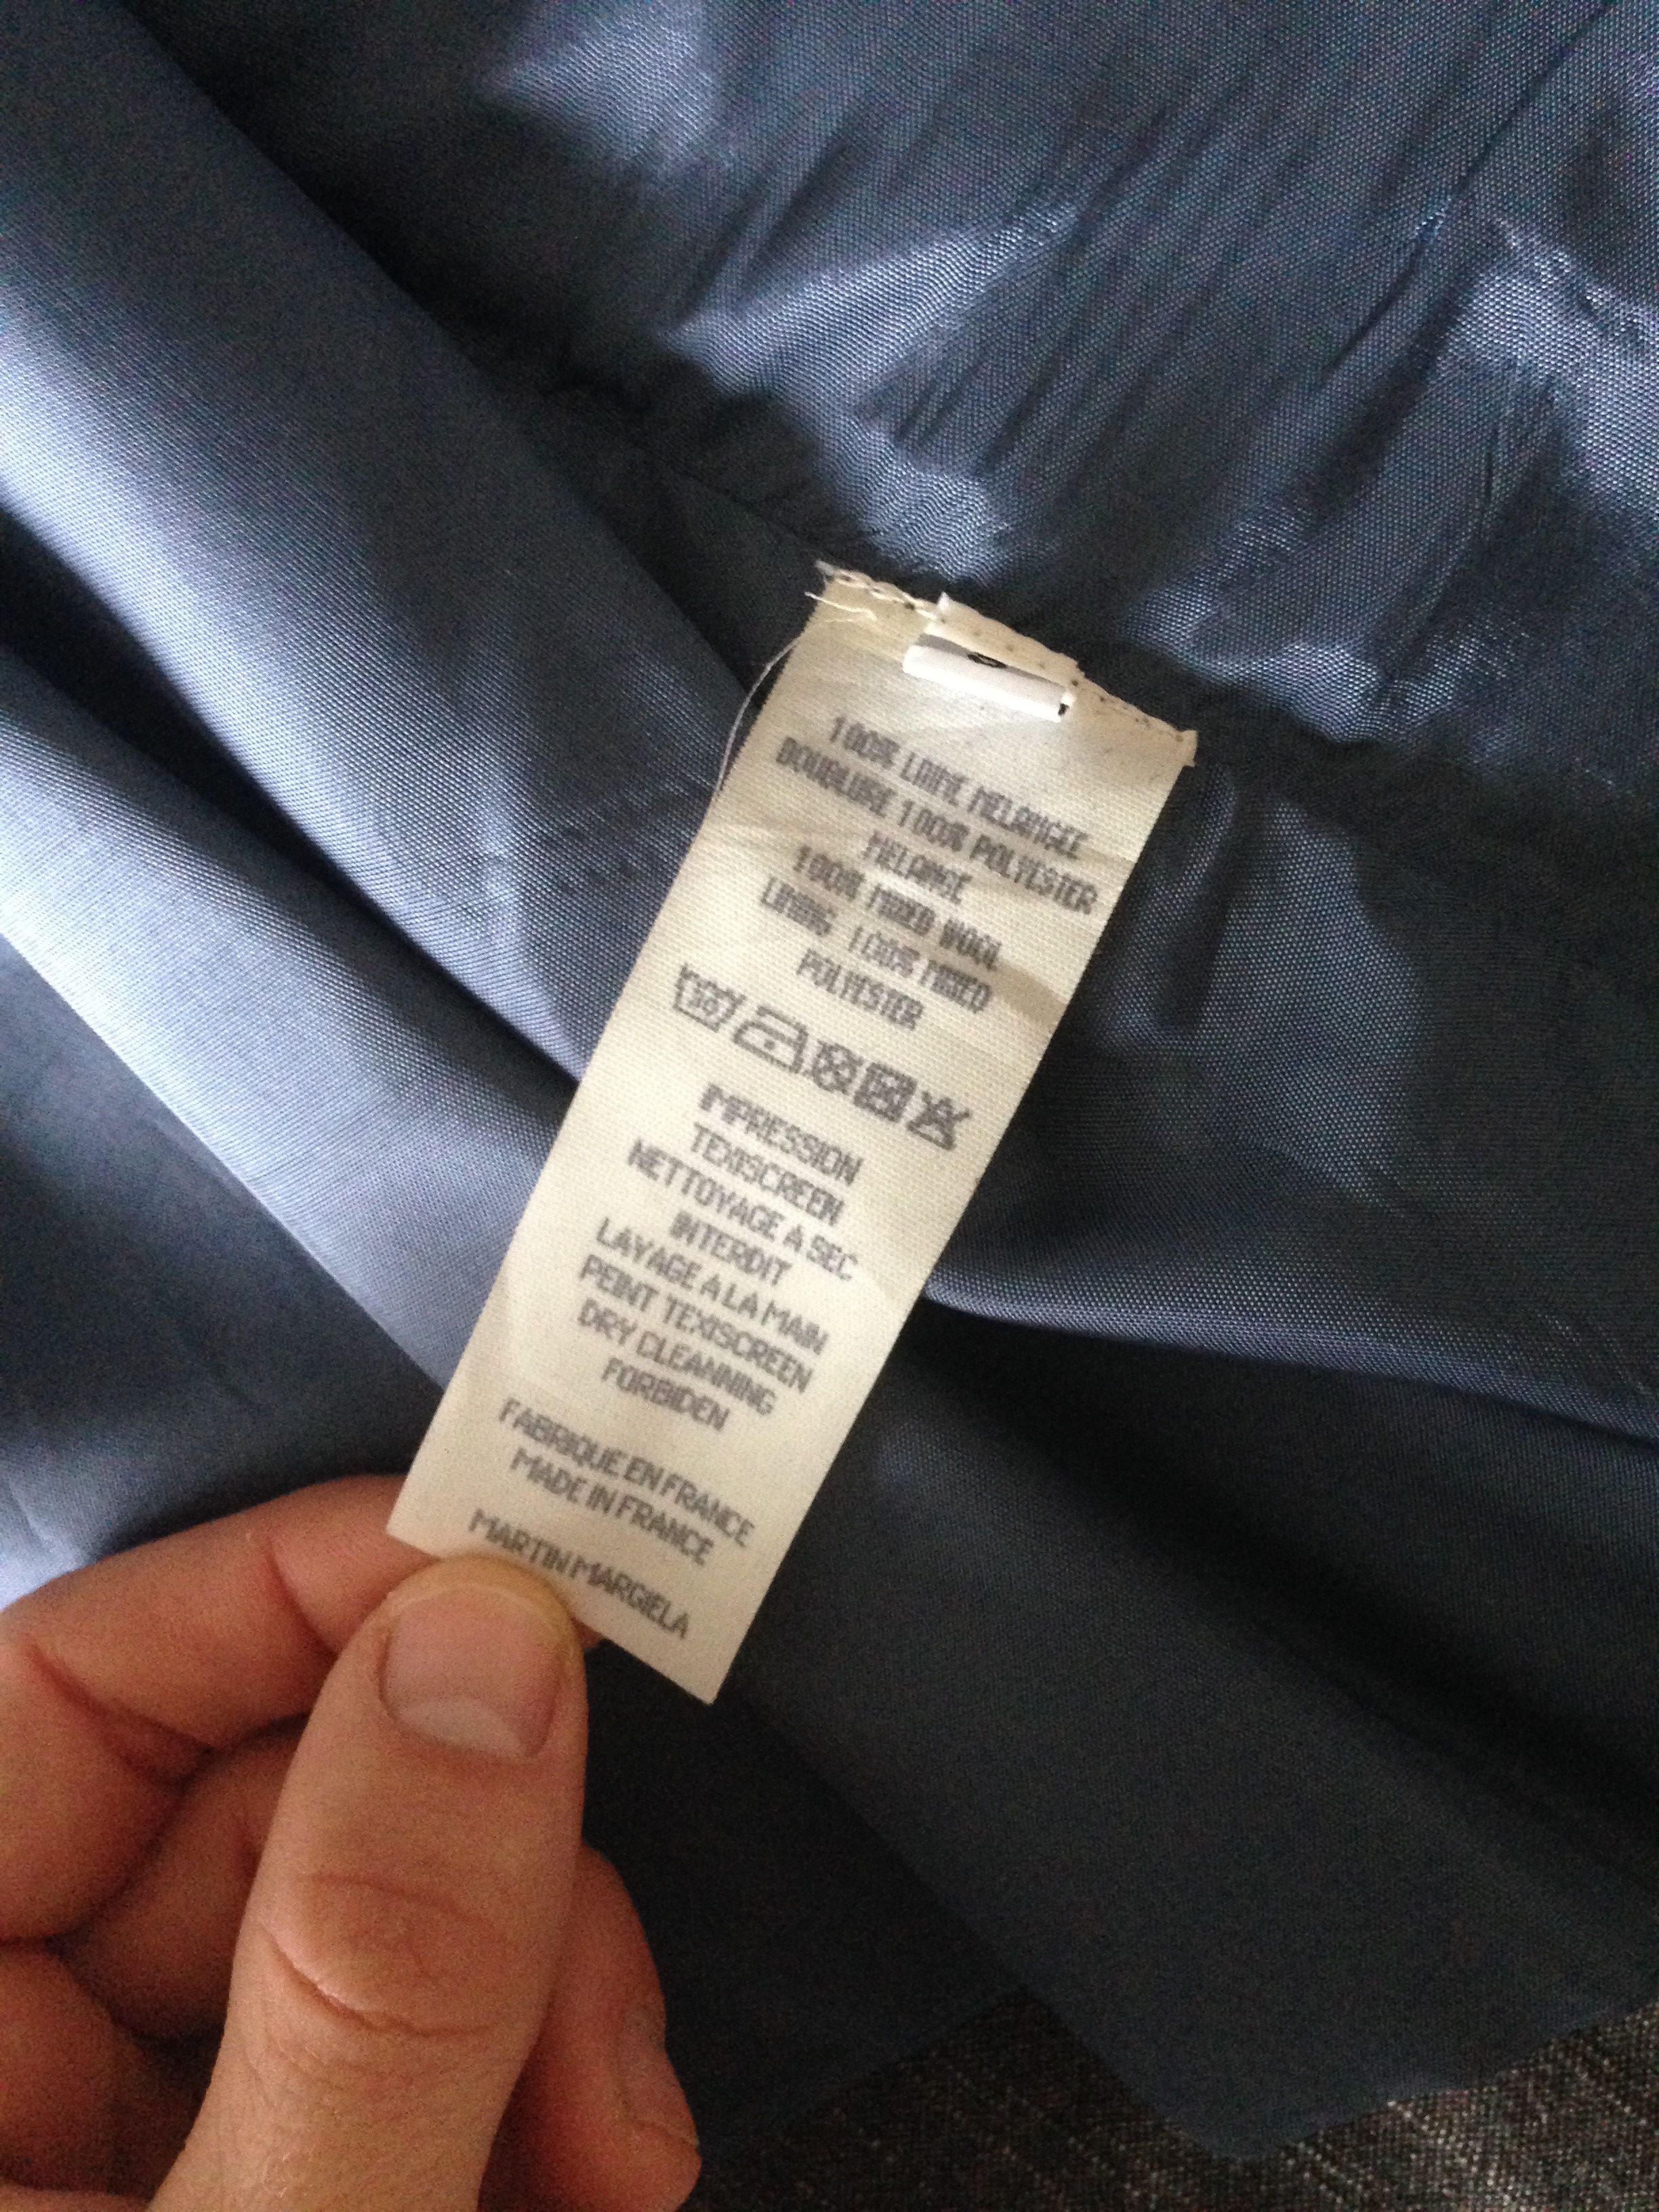 100% LAINE MELANGEE
DOUBLURE 100% POLYESTER
MELANGE
100% MIXED WOOL
LINING 100% MIXED
POLYESTER
30
IMPRESSION
TEXISCREEN
NETTOYAGE A SEC
INTERDIT
LAVAGE A LA MAIN
PEINT TEXISCREEN
DRY CLEANNING
FORBIDEN
FABRIQUE EN FRANCE
MADE IN FRANCE
MARTIN MARGIELA